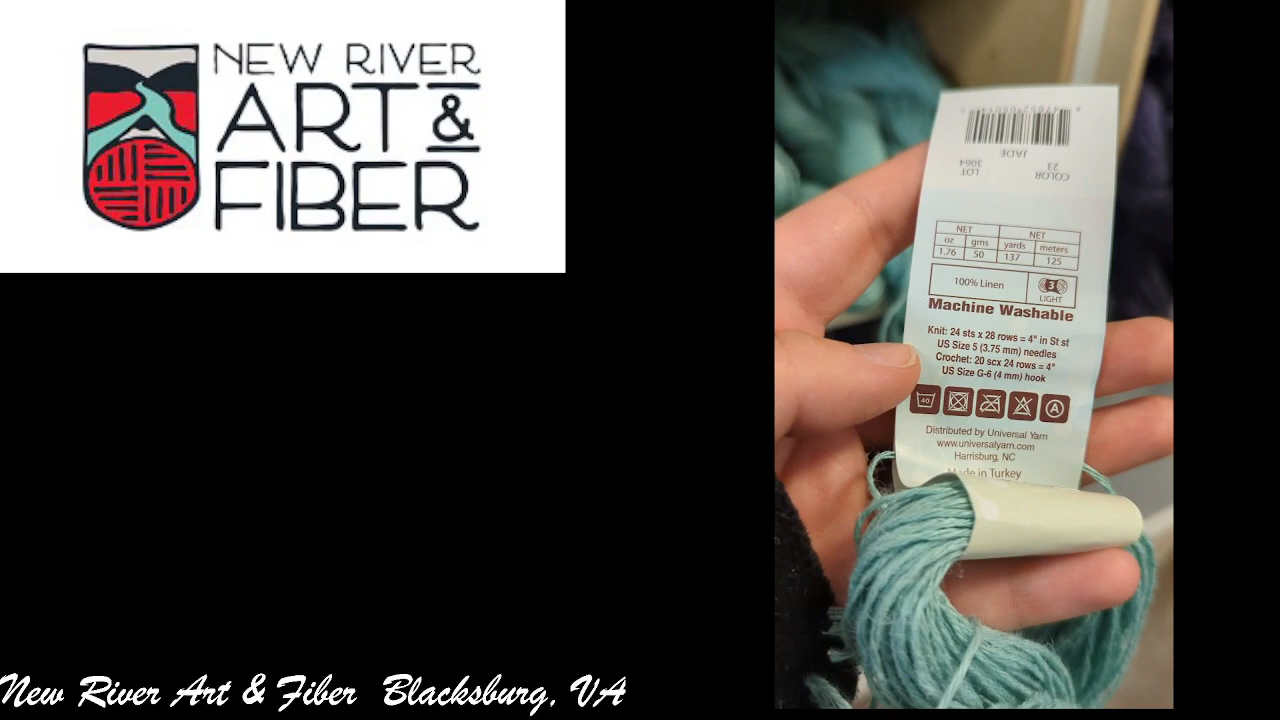 NEW RIVER
ART &
FIBER
JADE
COLOR LOT
23 3064
NET NET
oz gms yards meters
1.76 50 137 125
100% Linen
3
LIGHT
Machine Washable
Knit: 24 sts x 28 rows = 4" in St st
US Size 5 (3.75 mm) needles
Crochet: 20 scx 24 rows = 4"
US Size G-6 (4 mm) hook
40
A
Distributed by Universal Yarn
www.universalyarn.com
Harrisburg, NC
Made in Turkey
New River Art & Fiber Blacksburg, VA